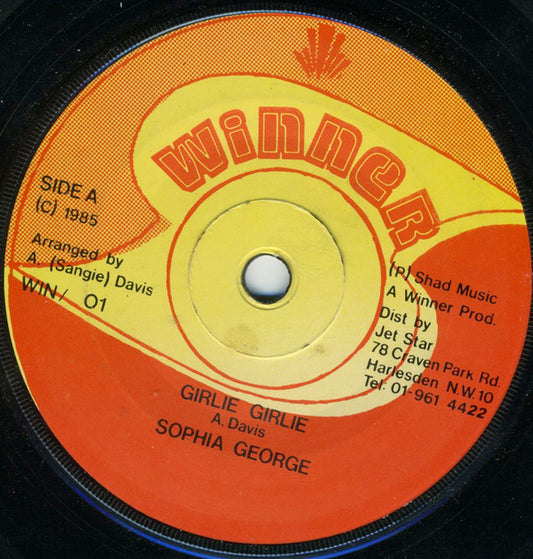 WinneR
SIDE A
(C) 1985
Arranged by
A. (Sangie) Davis
WIN/ 01
(P) Shad Music
A Winner Prod.
Dist by
Jet Star
78 Craven Park Rd.
Harlesden N.W.10
Tel: 01-961 4422
GIRLIE GIRLIE
A. Davis
SOPHIA GEORGE